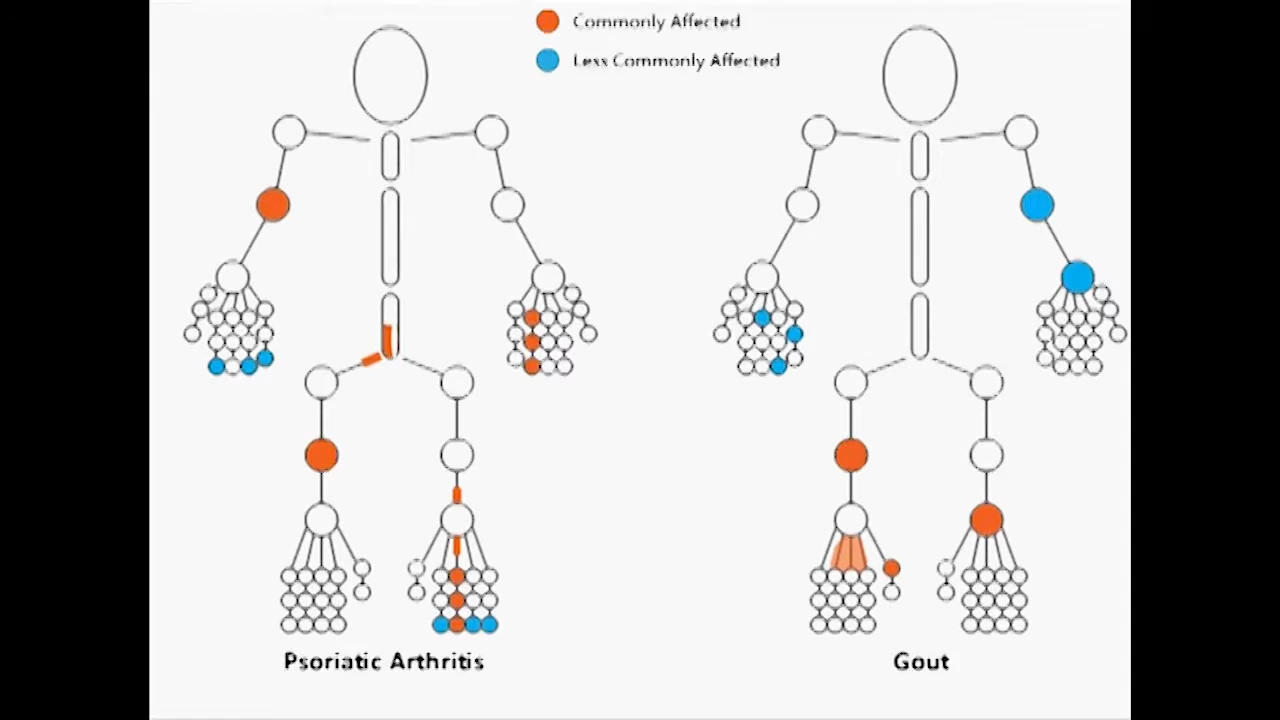 Commonly Affected
Less Commonly Affected
Psoriatic Arthritis
Gout